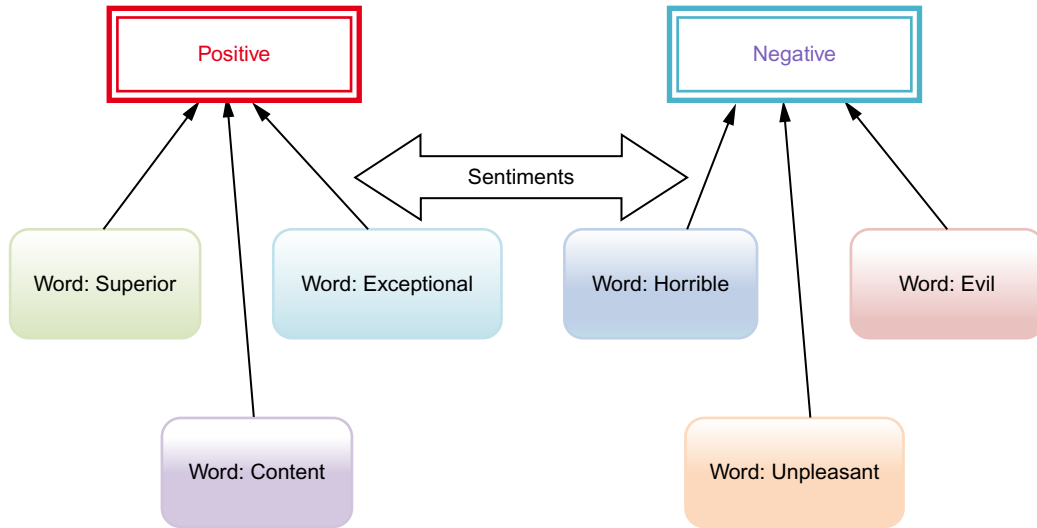 Positive
Negative
Sentiments
Word: Superior
Word: Exceptional
Word: Horrible
Word: Evil
Word: Content
Word: Unpleasant